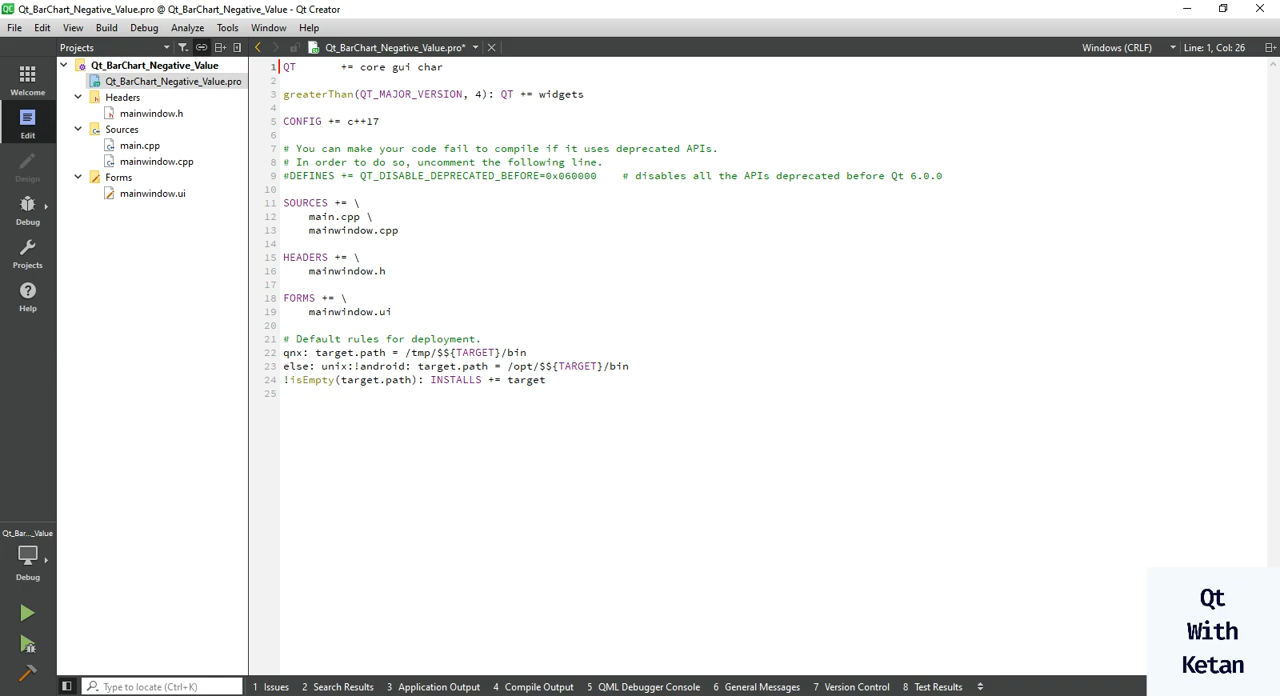 Qt_BarChart_Negative_Value.pro @ Qt_BarChart_Negative_Value - Qt Creator
File Edit View Build Debug Analyze Tools Window Help
Projects
Qt_BarChart_Negative_Value.pro*
Windows (CRLF)
Line: 1, Col: 26
Welcome
Edit
Design
Debug
Projects
Help
Qt_BarChart_Negative_Value
Qt_BarChart_Negative_Value.pro
Headers
mainwindow.h
Sources
main.cpp
mainwindow.cpp
Forms
mainwindow.ui
1 QT += core gui char
2
3 greaterThan(QT_MAJOR_VERSION, 4): QT += widgets
4
5 CONFIG += c++17
6
7 # You can make your code fail to compile if it uses deprecated APIs.
8 # In order to do so, uncomment the following line.
9 #DEFINES += QT_DISABLE_DEPRECATED_BEFORE=0x060000 # disables all the APIs deprecated before Qt 6.0.0
10
11 SOURCES += \
12 main.cpp \
13 mainwindow.cpp
14
15 HEADERS += \
16 mainwindow.h
17
18 FORMS += \
19 mainwindow.ui
20
21 # Default rules for deployment.
22 qnx: target.path = /tmp/$${TARGET}/bin
23 else: unix:!android: target.path = /opt/$${TARGET}/bin
24 !isEmpty(target.path): INSTALLS += target
25
Qt_Bar..._Value
Debug
Type to locate (Ctrl+K)
1 Issues 2 Search Results 3 Application Output 4 Compile Output 5 QML Debugger Console 6 General Messages 7 Version Control 8 Test Results
Qt
With
Ketan